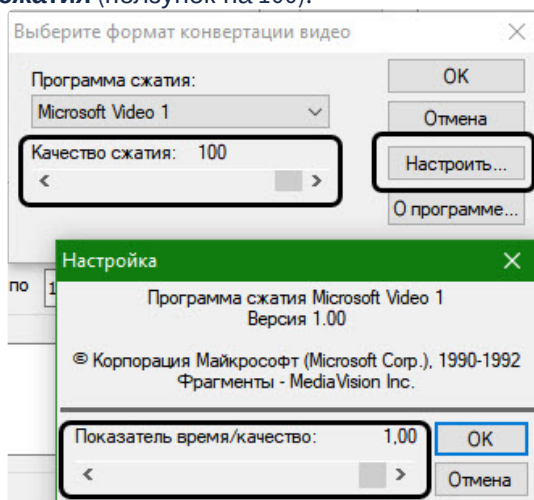 сжатия (ползунок на 100).
Выберите формат конвертации видео
Программа сжатия:
Microsoft Video 1
Качество сжатия: 100
OK
Отмена
Настроить...
О программе...
по 1
Настройка
Программа сжатия Microsoft Video 1
Версия 1.00
© Корпорация Майкрософт (Microsoft Corp.), 1990-1992
Фрагменты - MediaVision Inc.
Показатель время/качество: 1,00
OK
Отмена